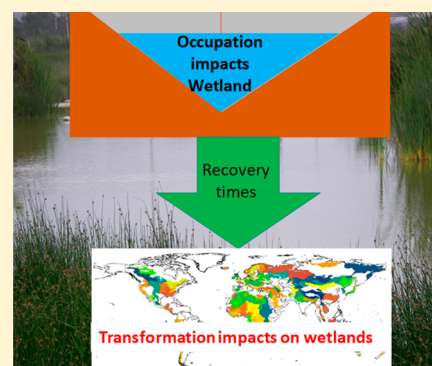 Occupation
impacts
Wetland
Recovery
times
Transformation impacts on wetlands